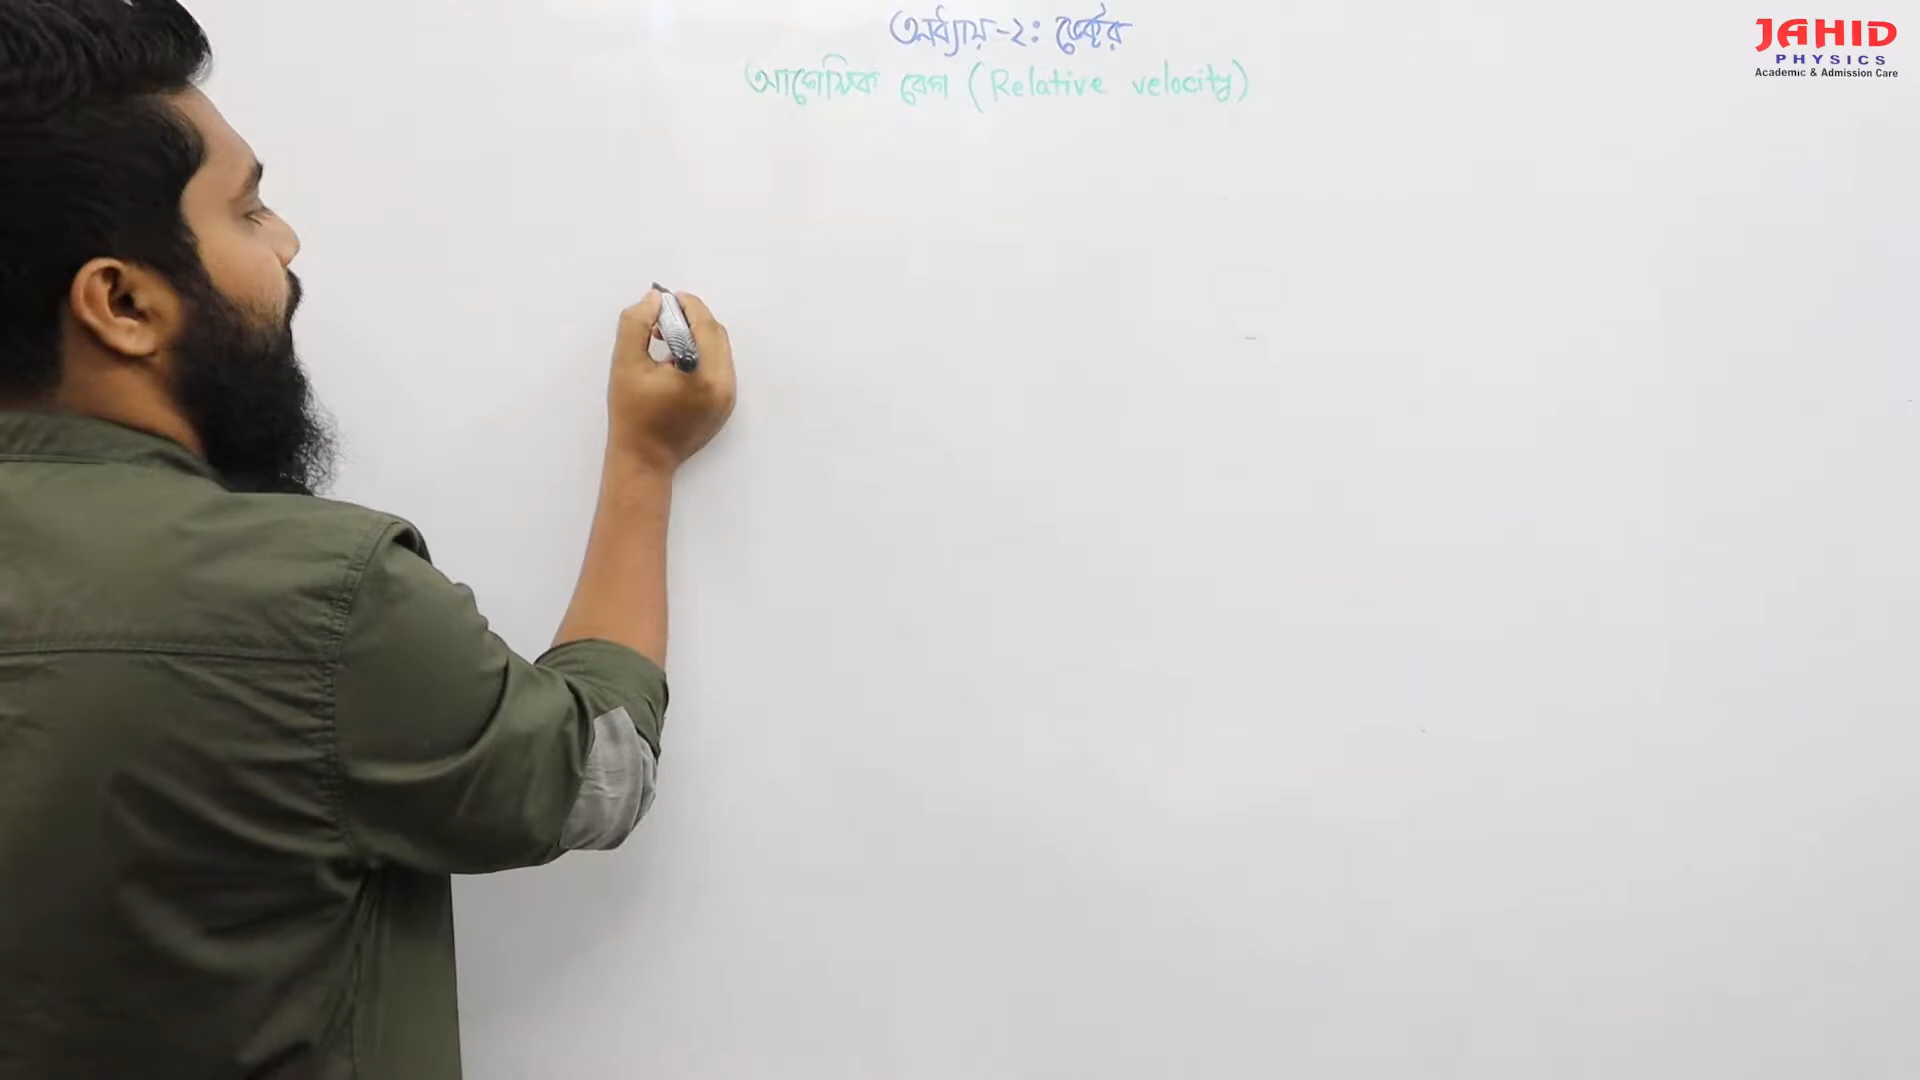 অধ্যায়-২: ভেক্টর
আপেক্ষিক বেগ (Relative velocity)
JAHID
PHYSICS
Academic & Admission Care